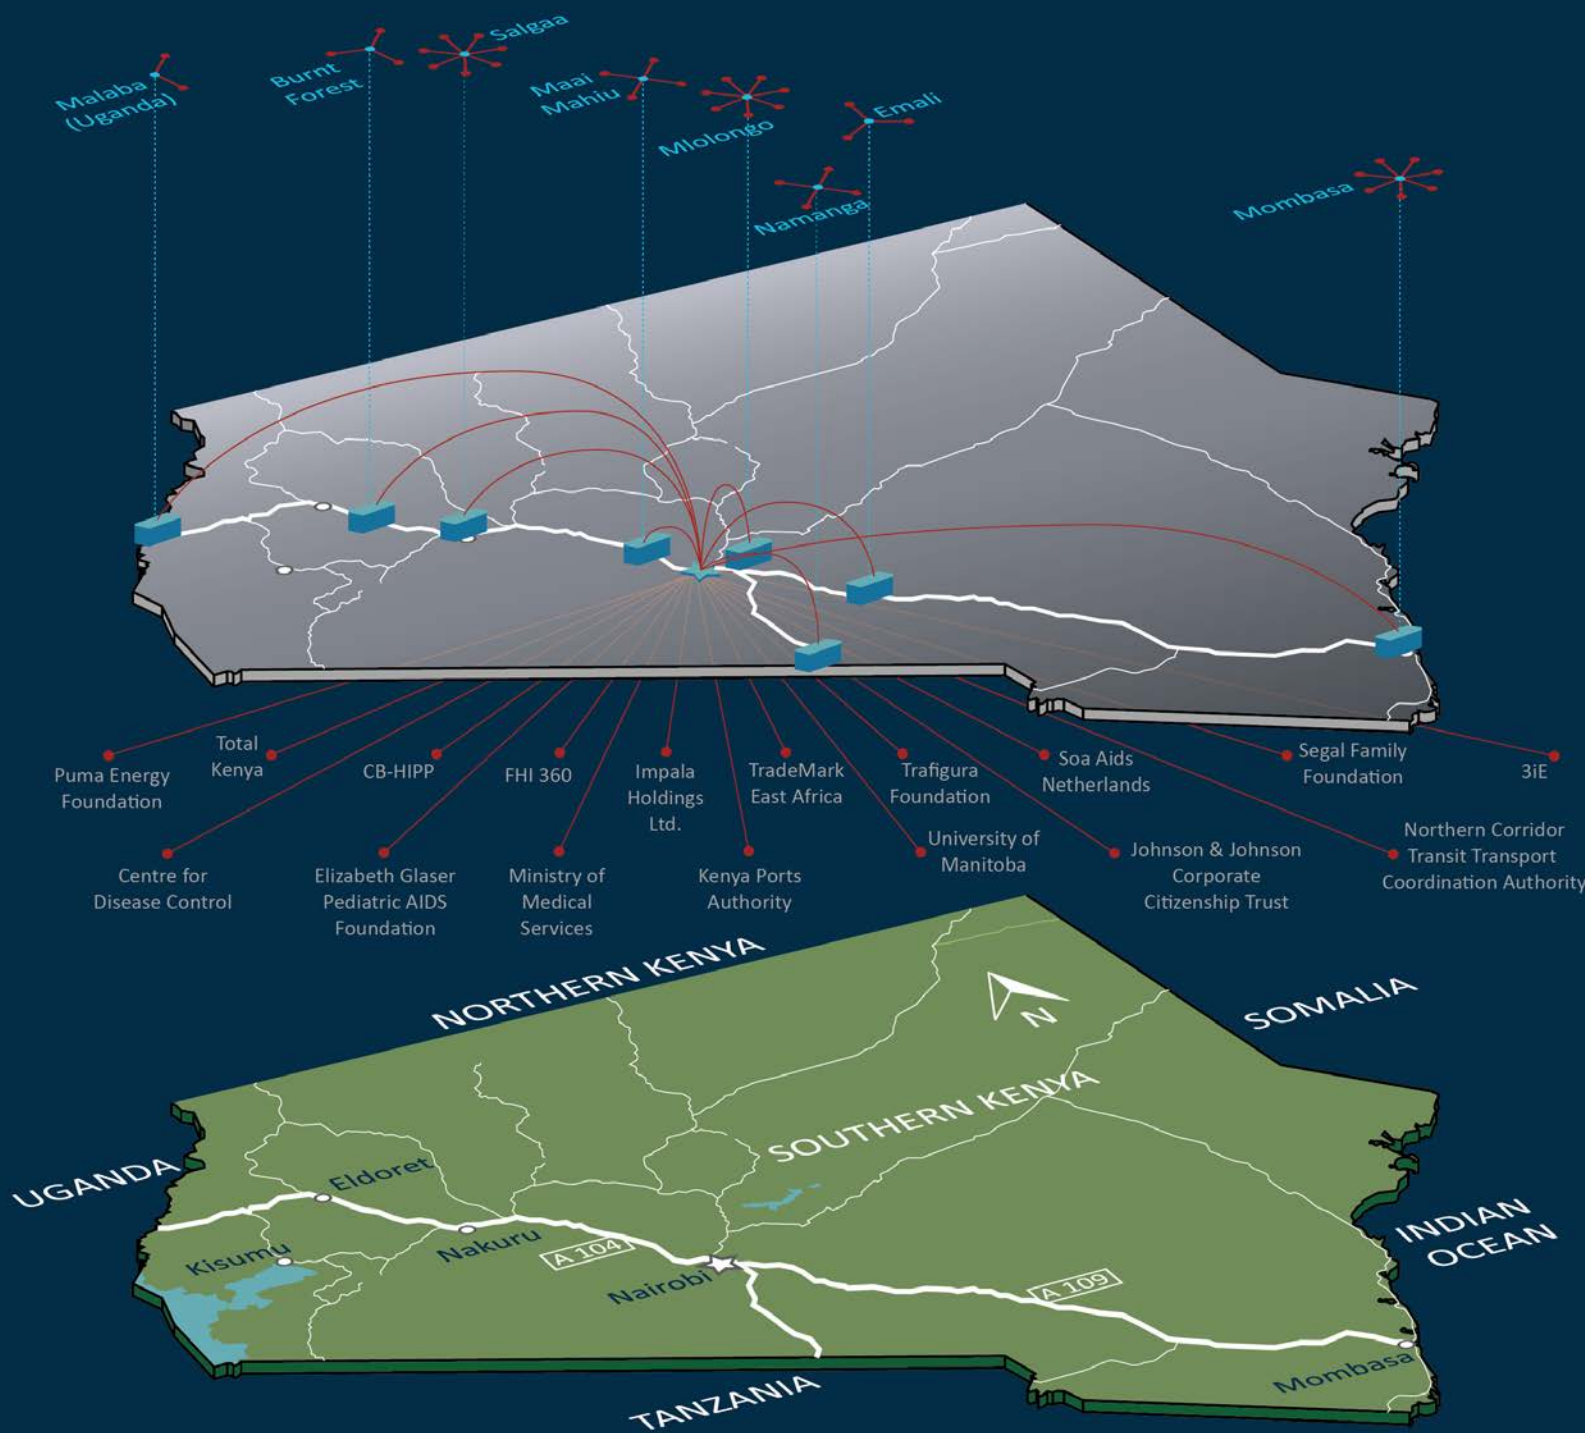 Malaba
(Uganda)
Burnt
Forest
Salgaa
Maai
Mahiu
Mlolongo
Emali
Namanga
Mombasa
Puma Energy
Foundation
Total
Kenya
CB-HIPP
FHI 360
Impala
Holdings
Ltd.
TradeMark
East Africa
Trafigura
Foundation
Soa Aids
Netherlands
Segal Family
Foundation
3iE
Centre for
Disease Control
Elizabeth Glaser
Pediatric AIDS
Foundation
Ministry of
Medical
Services
Kenya Ports
Authority
University of
Manitoba
Johnson & Johnson
Corporate
Citizenship Trust
Northern Corridor
Transit Transport
Coordination Authority
NORTHERN KENYA
SOMALIA
N
SOUTHERN KENYA
UGANDA
Eldoret
Kisumu
Nakuru
A 104
Nairobi
A 109
INDIAN
OCEAN
Mombasa
TANZANIA